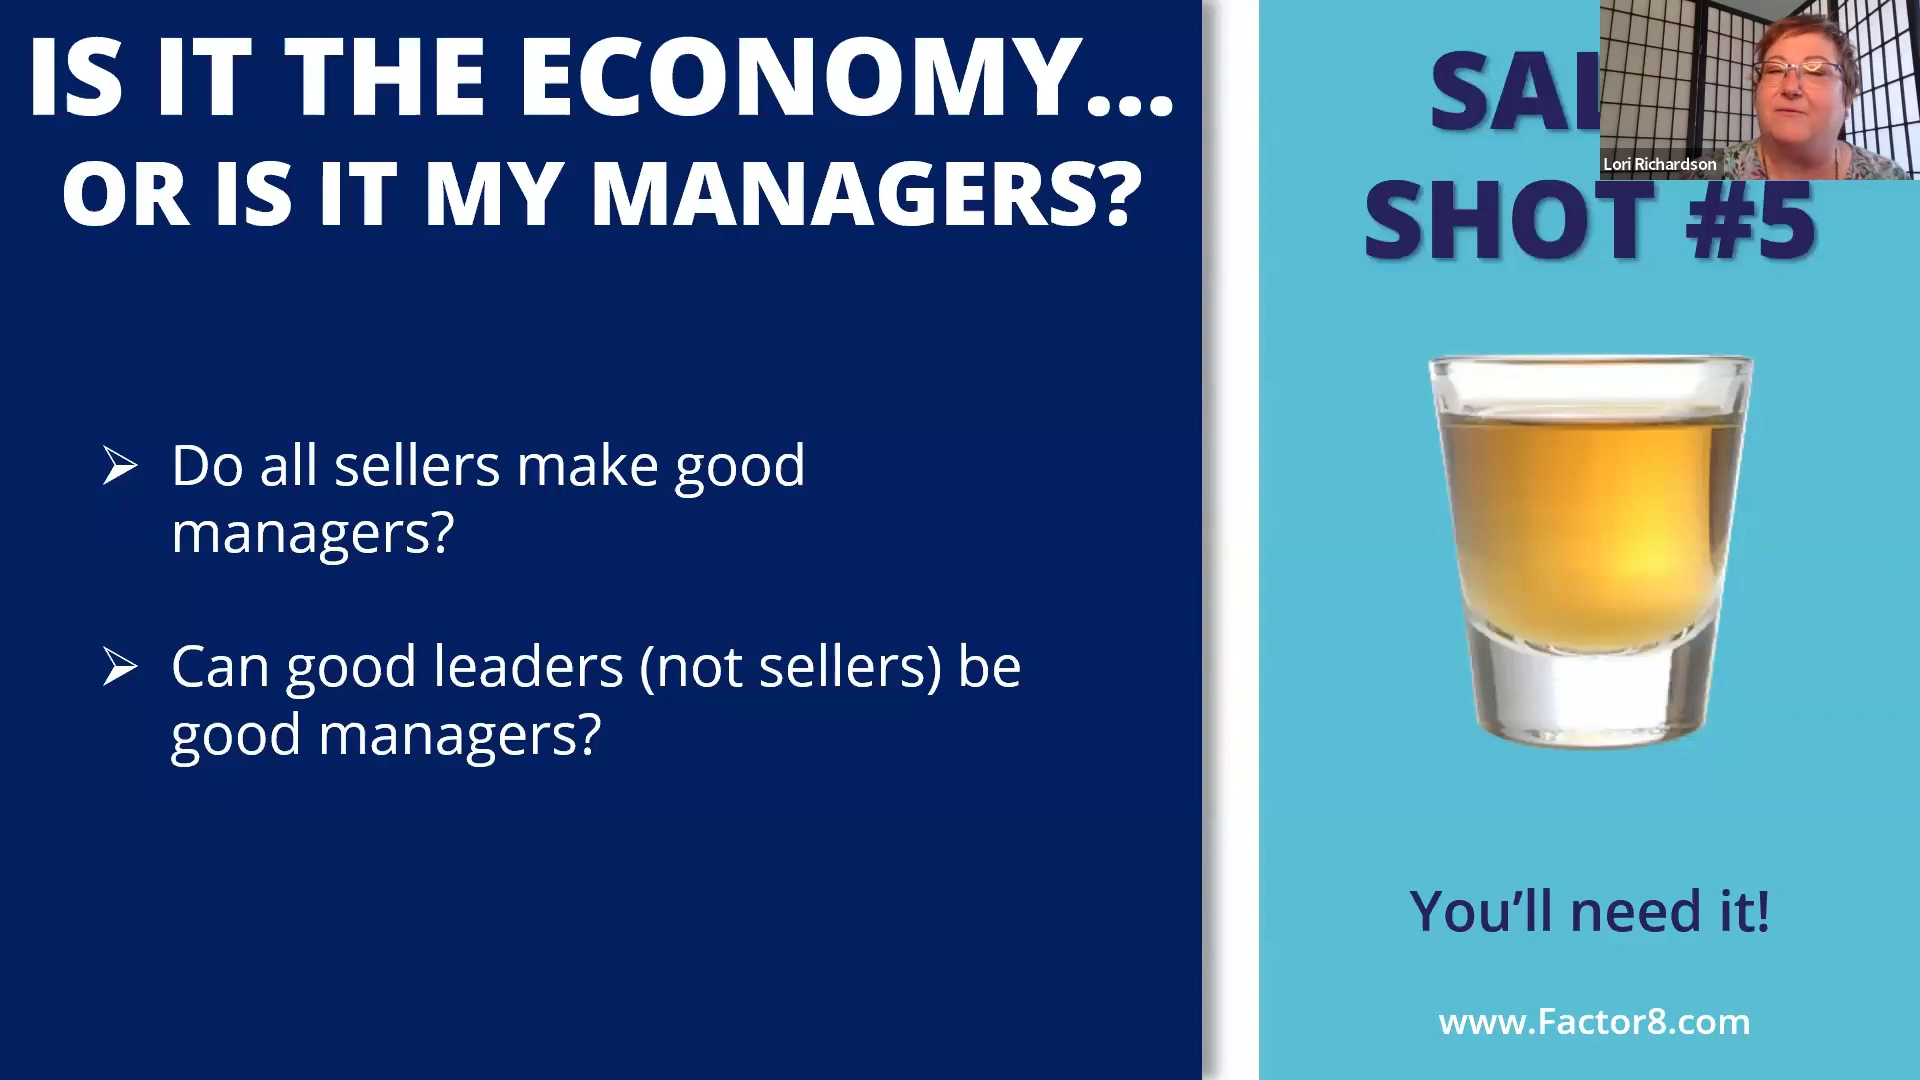 IS IT THE ECONOMY...
OR IS IT MY MANAGERS?
Do all sellers make good
managers?
Can good leaders (not sellers) be
good managers?
SHOT #5
Lori Richardson
You'll need it!
www.Factor8.com